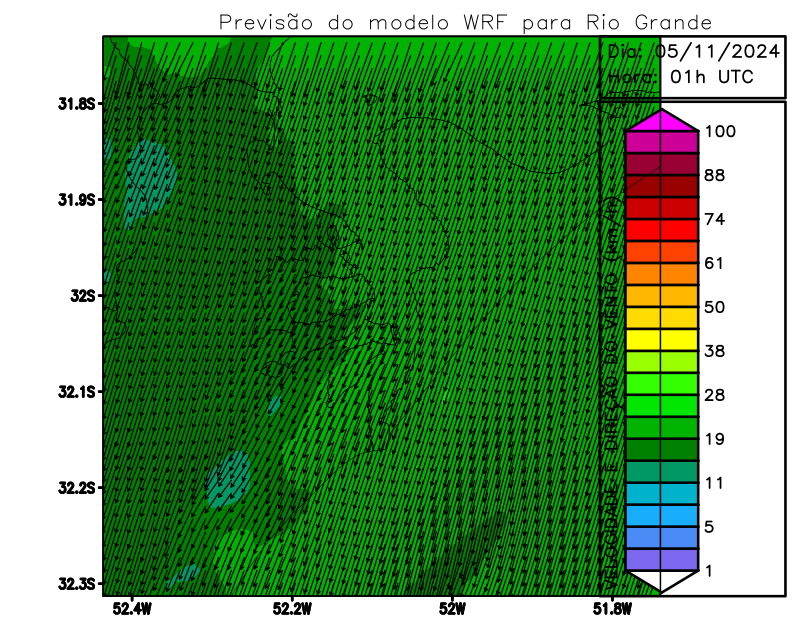 Previsão do modelo WRF para Rio Grande
Dia: 05/11/2024
Hora: 01h UTC
31.8S
31.9S
32S
32.1S
32.2S
32.3S
52.4W
52.2W
52W
51.8W
VELOCIDADE E DIREÇÃO DO VENTO (km/h)
100
88
74
61
50
38
28
19
11
5
1